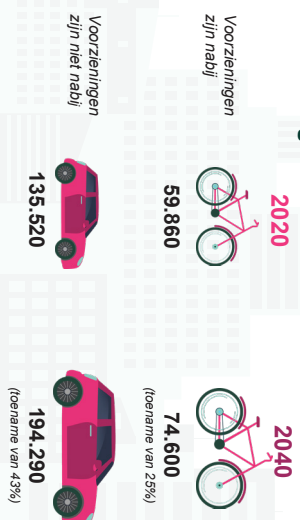 2020
2040
Voorzieningen
zijn nabij
59.860
74.600
(toename van 25%)
Voorzieningen
zijn niet nabij
135.520
194.290
(toename van 43%)